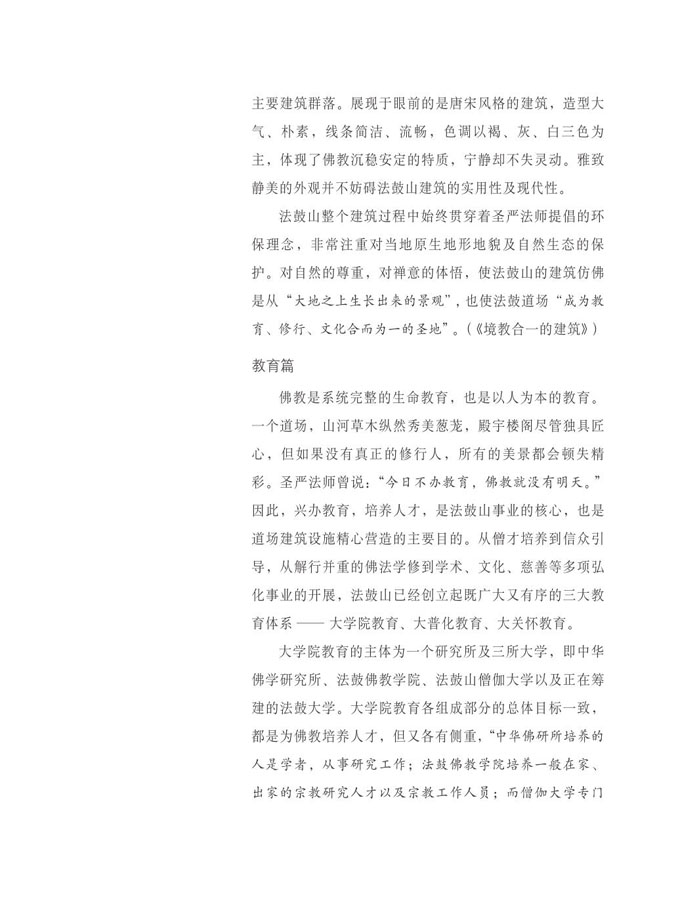 主要建筑群落。展现于眼前的是唐宋风格的建筑，造型大
气、朴素，线条简洁、流畅，色调以褐、灰、白三色为
主，体现了佛教沉稳安定的特质，宁静却不失灵动。雅致
静美的外观并不妨碍法鼓山建筑的实用性及现代性。
法鼓山整个建筑过程中始终贯穿着圣严法师提倡的环
保理念，非常注重对当地原生地形地貌及自然生态的保
护。对自然的尊重，对禅意的体悟，使法鼓山的建筑仿佛
是从“大地之上生长出来的景观”，也使法鼓道场“成为教
育、修行、文化合而为一的圣地”。（《境教合一的建筑》）
教育篇
佛教是系统完整的生命教育，也是以人为本的教育。
一个道场，山河草木纵然秀美葱茏，殿宇楼阁尽管独具匠
心，但如果没有真正的修行人，所有的美景都会顿失精
彩。圣严法师曾说：“今日不办教育，佛教就没有明天。”
因此，兴办教育，培养人才，是法鼓山事业的核心，也是
道场建筑设施精心营造的主要目的。从僧才培养到信众引
导，从解行并重的佛法学修到学术、文化、慈善等多项弘
化事业的开展，法鼓山已经创立起既广大又有序的三大教
育体系 —— 大学院教育、大普化教育、大关怀教育。
大学院教育的主体为一个研究所及三所大学，即中华
佛学研究所、法鼓佛教学院、法鼓山僧伽大学以及正在筹
建的法鼓大学。大学院教育各组成部分的总体目标一致，
都是为佛教培养人才，但又各有侧重，“中华佛研所培养的
人是学者，从事研究工作；法鼓佛教学院培养一般在家、
出家的宗教研究人才以及宗教工作人员；而僧伽大学专门